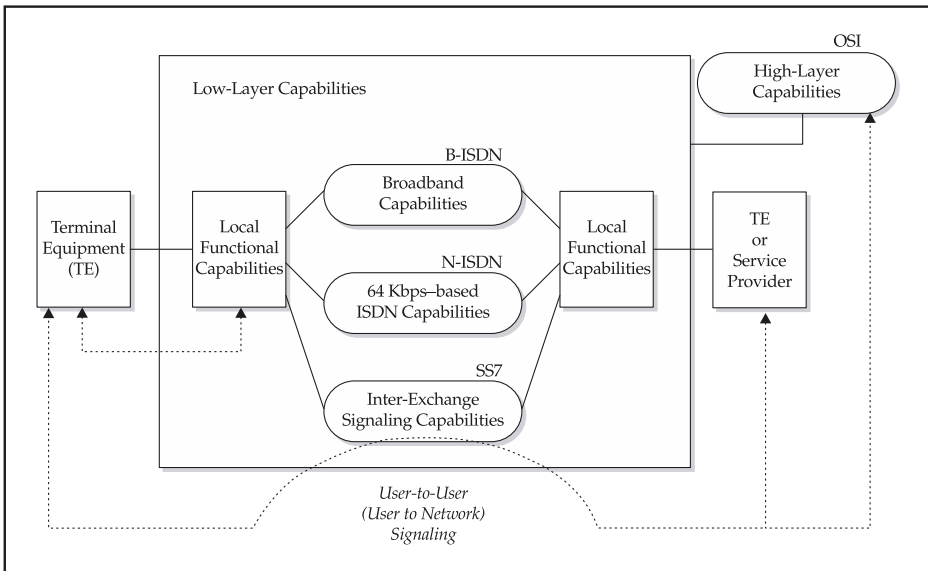 OSI
High-Layer
Capabilities
Low-Layer Capabilities
B-ISDN
Broadband
Capabilities
Terminal
Equipment
(TE)
Local
Functional
Capabilities
N-ISDN
64 Kbps–based
ISDN Capabilities
Local
Functional
Capabilities
TE
or
Service
Provider
SS7
Inter-Exchange
Signaling Capabilities
User-to-User
(User to Network)
Signaling